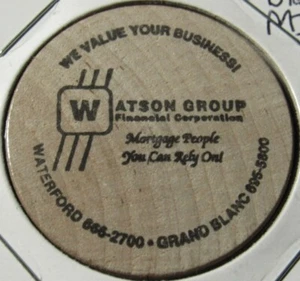 WE VALUE YOUR BUSINESS!
WATSON GROUP
Financial Corporation
Mortgage People
You Can Rely On!
WATERFORD 666-2700 • GRAND BLANC 695-5600